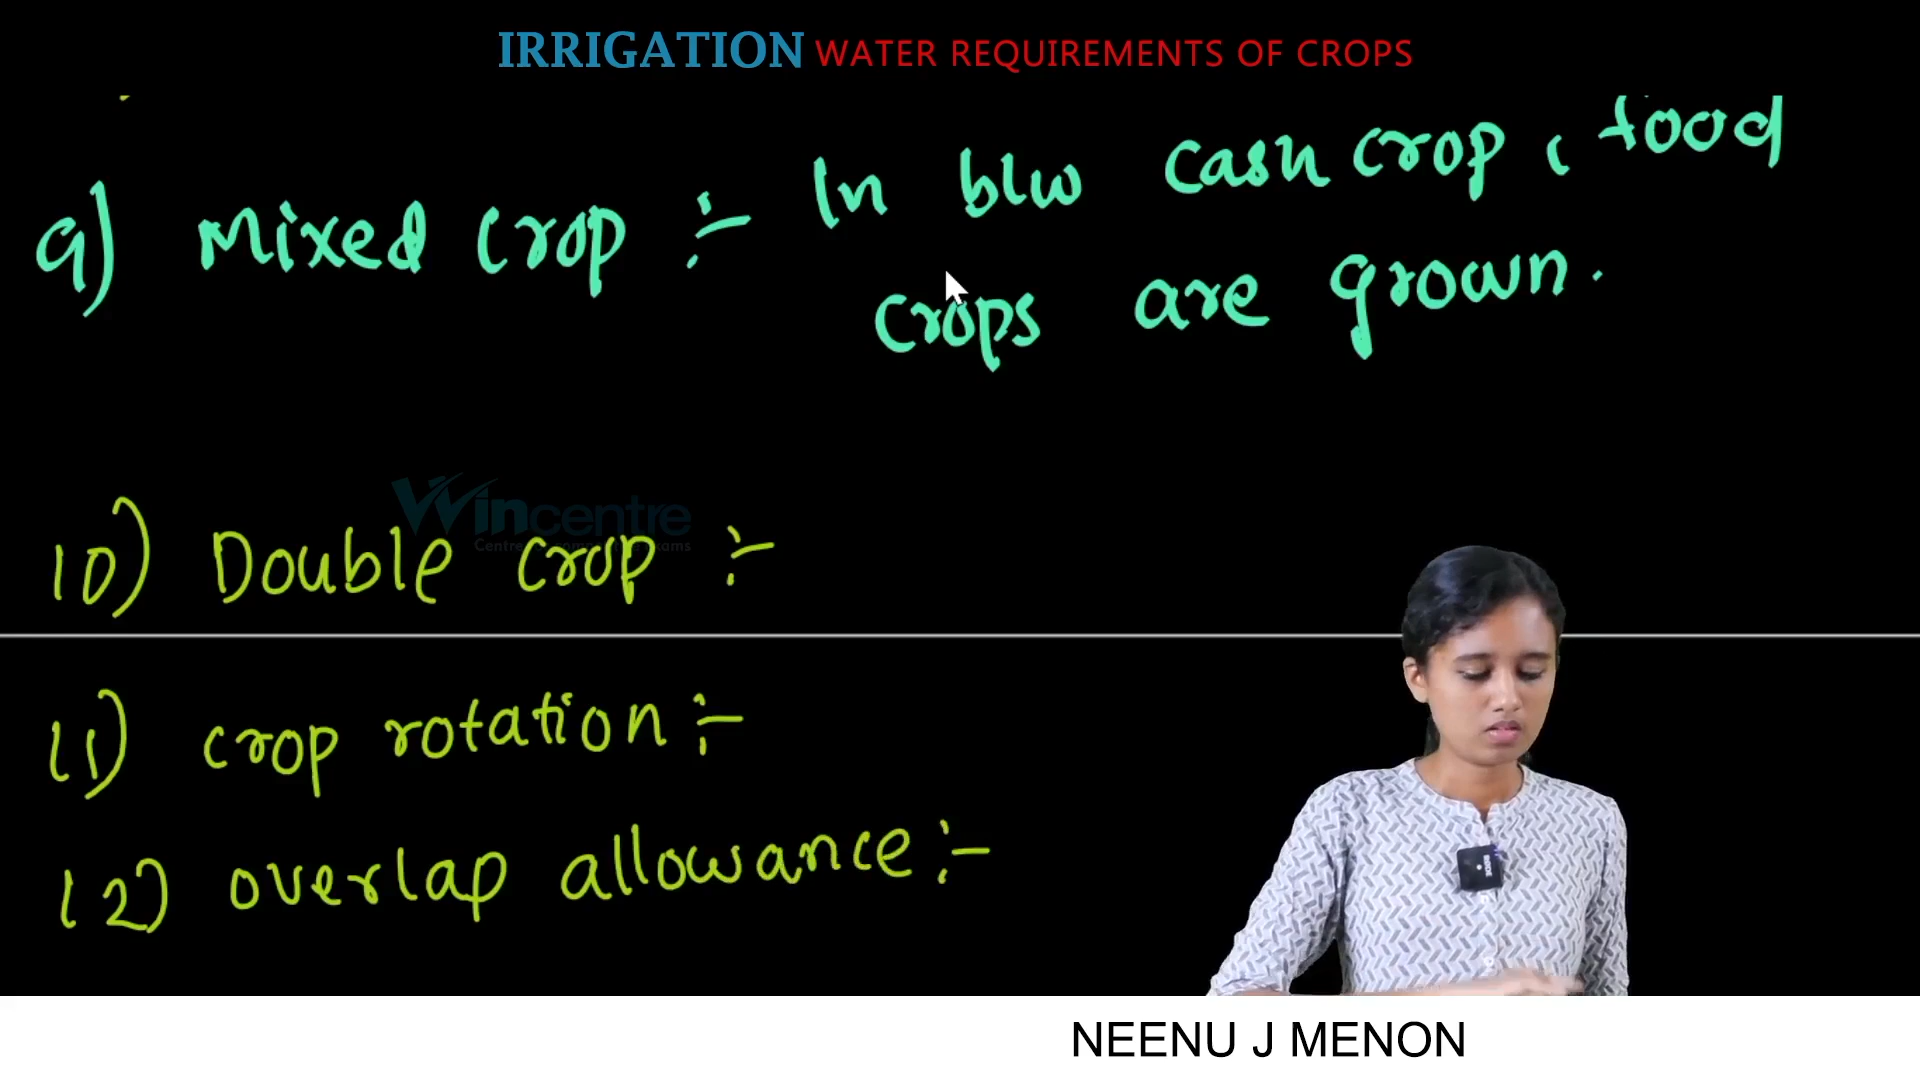 IRRIGATION WATER REQUIREMENTS OF CROPS
9) Mixed crop :- In b/w cash crop, food
crops are grown.
Wincentre
10) Double crop :-
11) crop rotation :-
12) overlap allowance :-
NEENU J MENON